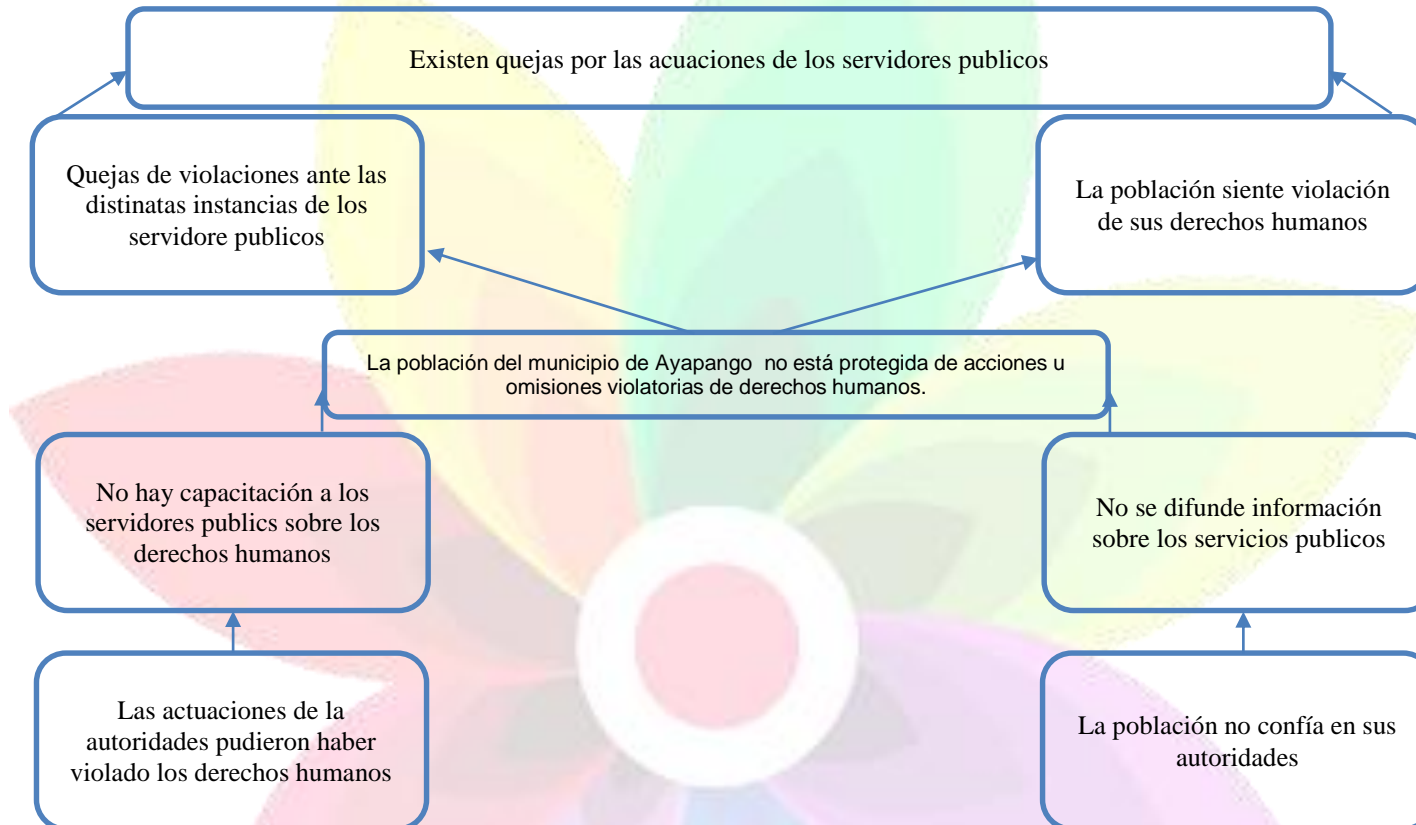 Existen quejas por las acuaciones de los servidores publicos
Quejas de violaciones ante las
distinatas instancias de los
servidore publicos
La población siente violación
de sus derechos humanos
La población del municipio de Ayapango no está protegida de acciones u
omisiones violatorias de derechos humanos.
No hay capacitación a los
servidores publics sobre los
derechos humanos
No se difunde información
sobre los servicios publicos
Las actuaciones de la
autoridades pudieron haber
violado los derechos humanos
La población no confía en sus
autoridades